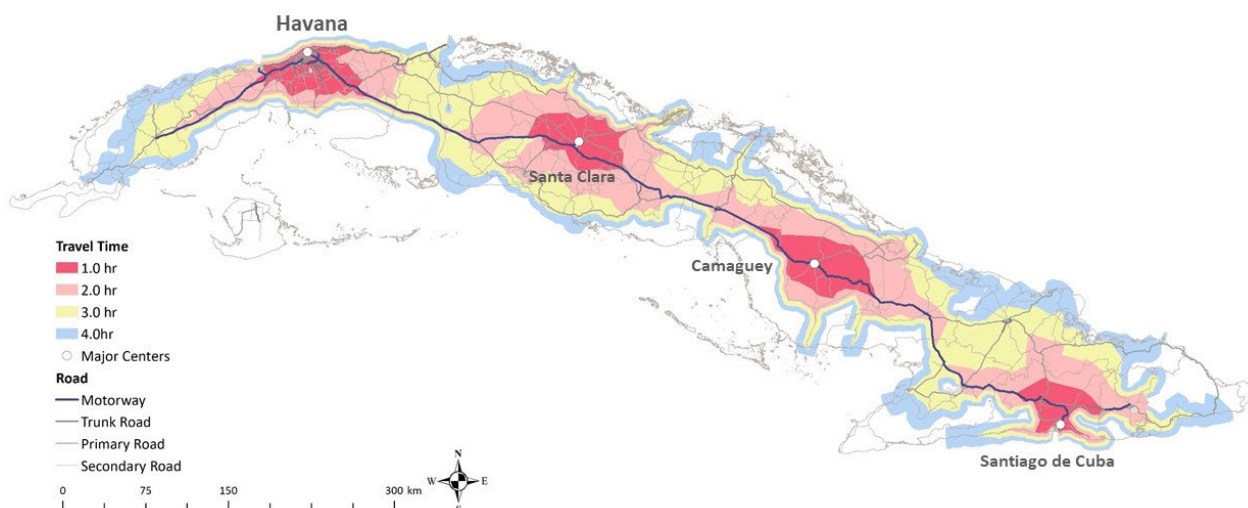 Havana
Santa Clara
Camaguey
Santiago de Cuba
Travel Time
1.0 hr
2.0 hr
3.0 hr
4.0hr
Major Centers
Road
Motorway
Trunk Road
Primary Road
Secondary Road
N
W E
S
0 75 150 300 km